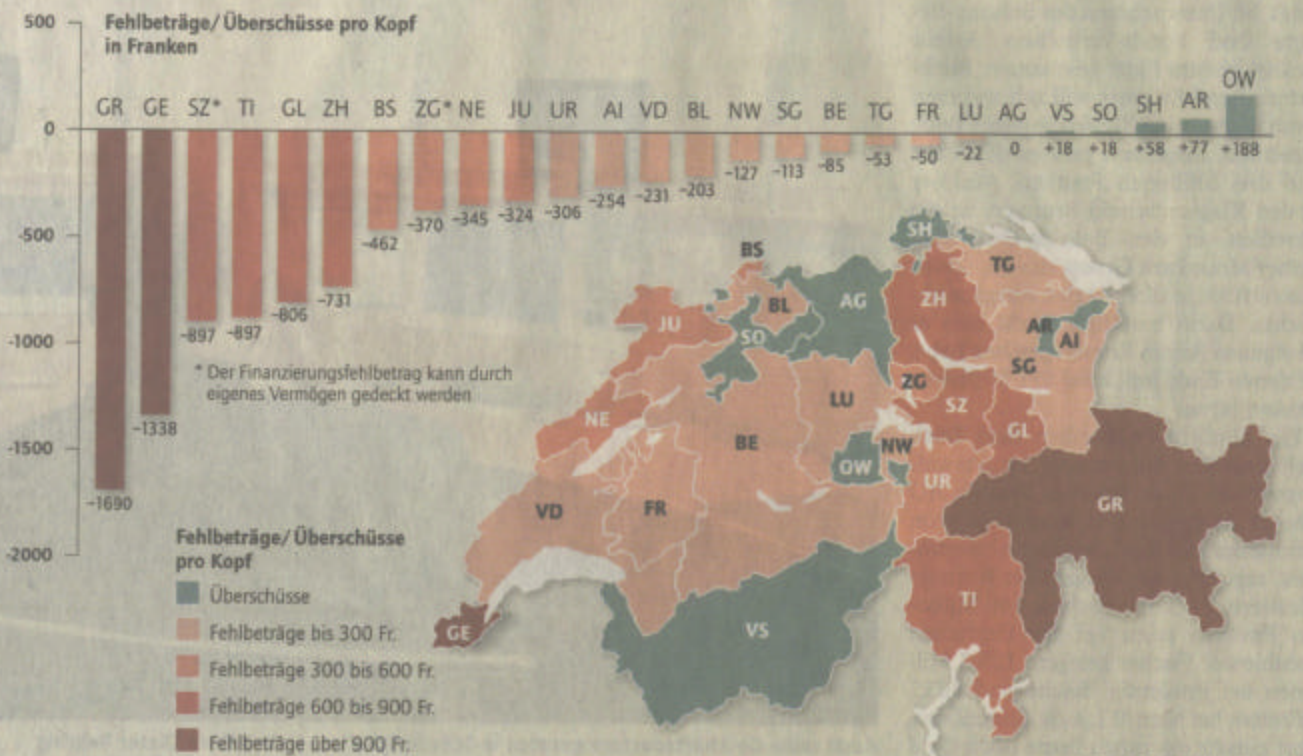 Fehlbeträge/Überschüsse pro Kopf
in Franken
500
0
-500
-1000
-1500
-2000
GR GE SZ* TI GL ZH BS ZG* NE JU UR AI VD BL NW SG BE TG FR LU AG VS SO SH AR OW
-1690 -1338 -897 -897 -806 -731 -462 -370 -345 -324 -306 -254 -231 -203 -127 -113 -85 -53 -50 -22 0 +18 +18 +58 +77 +188
* Der Finanzierungsfehlbetrag kann durch
eigenes Vermögen gedeckt werden
SH
BS
TG
BL
AG
ZH
JU
SO
AR
AI
SG
ZG
LU
SZ
NE
GL
BE
NW
OW
UR
GR
VD
FR
TI
VS
GE
Fehlbeträge/Überschüsse
pro Kopf
Überschüsse
Fehlbeträge bis 300 Fr.
Fehlbeträge 300 bis 600 Fr.
Fehlbeträge 600 bis 900 Fr.
Fehlbeträge über 900 Fr.